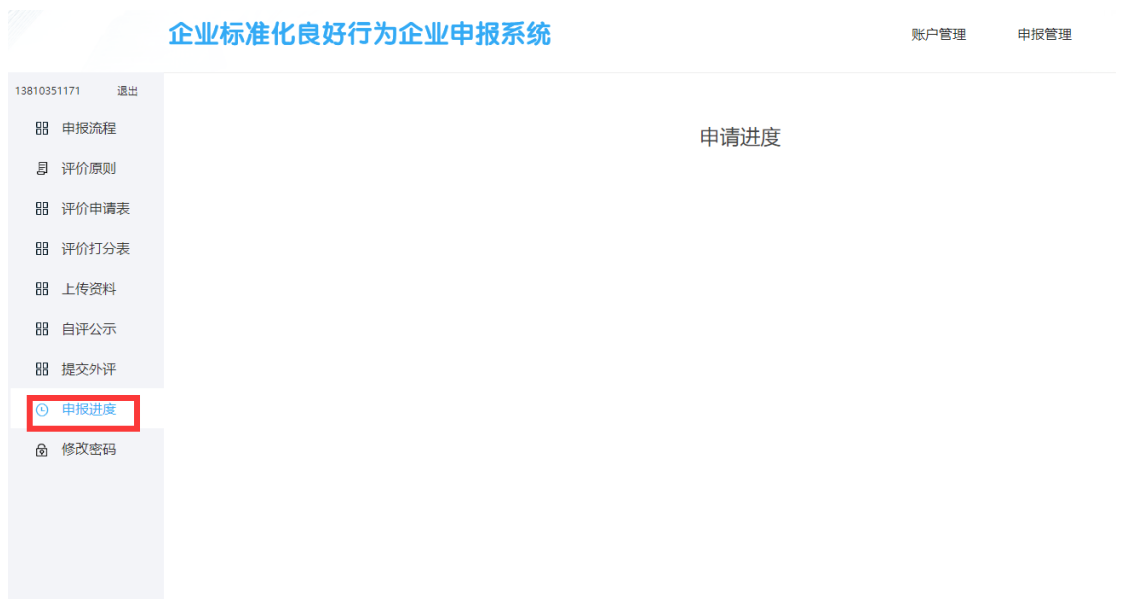 企业标准化良好行为企业申报系统
账户管理 申报管理
13810351171 退出
申报流程
申请进度
评价原则
评价申请表
评价打分表
上传资料
自评公示
提交外评
申报进度
修改密码